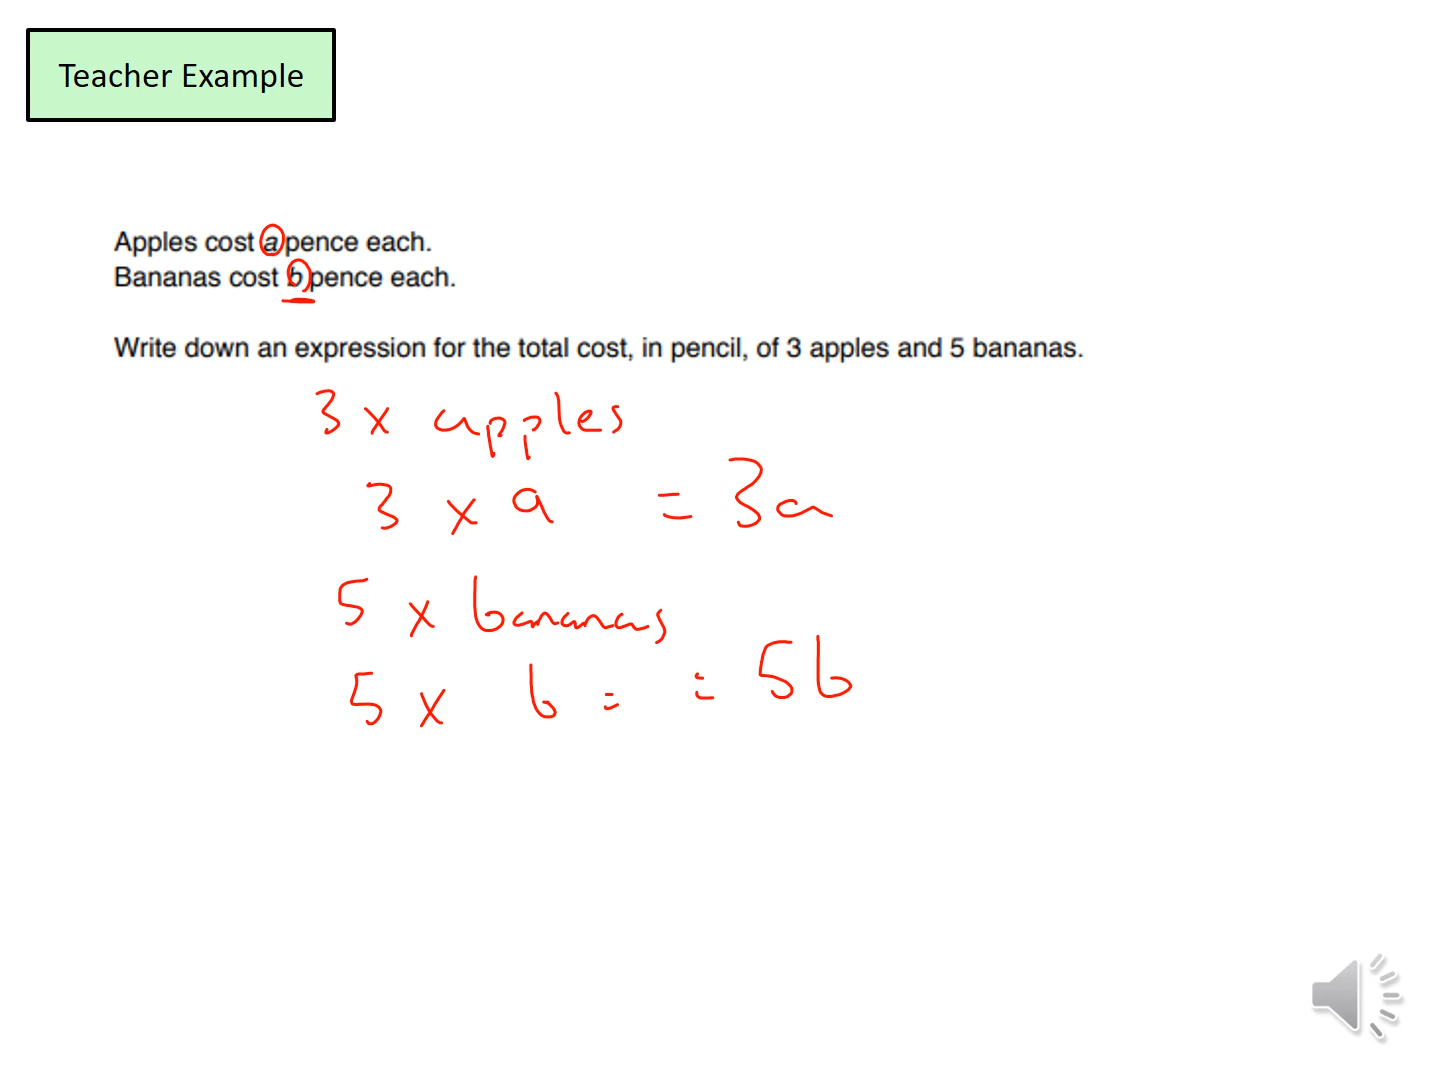 Teacher Example
Apples cost a pence each.
Bananas cost b pence each.
Write down an expression for the total cost, in pencil, of 3 apples and 5 bananas.
3 x apples
3 x a = 3a
5 x bananas
5 x b = = 5b